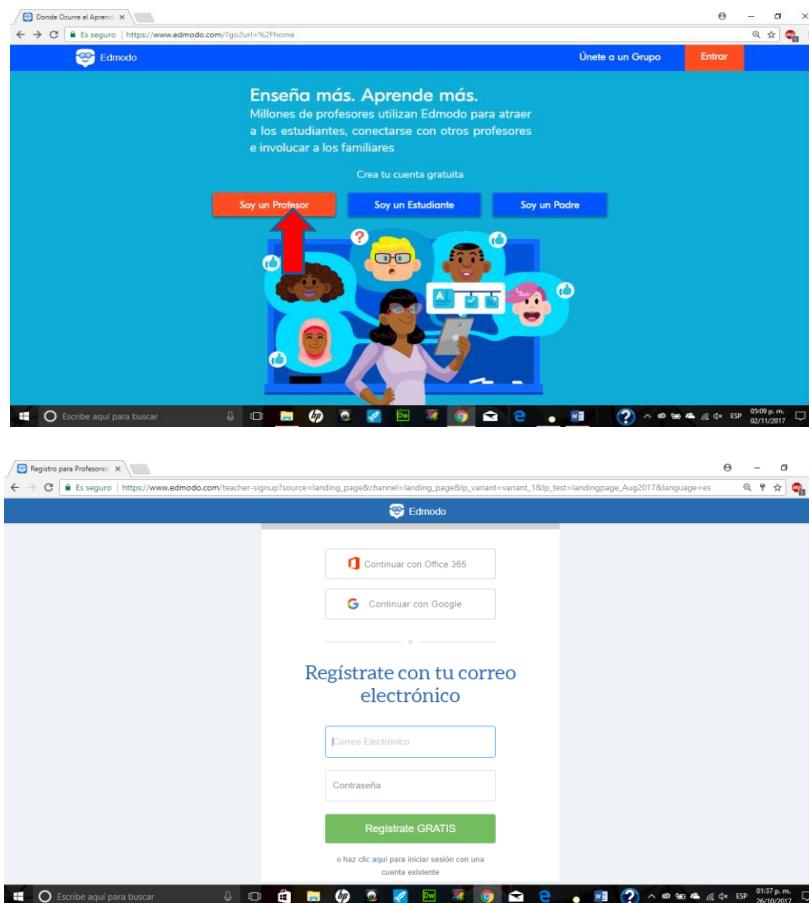 Donde Ocurre el Aprendi
Es seguro | https://www.edmodo.com/?go2url=%2Fhome
Edmodo
Únete a un Grupo
Entrar
Enseña más. Aprende más.
Millones de profesores utilizan Edmodo para atraer
a los estudiantes, conectarse con otros profesores
e involucrar a los familiares
Crea tu cuenta gratuita
Soy un Profesor
Soy un Estudiante
Soy un Padre
Escribe aquí para buscar
ESP
05:09 p. m.
02/11/2017
Registro para Profesores
Es seguro | https://www.edmodo.com/teacher-signup?source=landing_page&channel=landing_page&lp_variant=variant_1&lp_test=landingpage_Aug2017&language=es
Edmodo
Continuar con Office 365
Continuar con Google
o
Regístrate con tu correo
electrónico
Correo Electrónico
Contraseña
Regístrate GRATIS
o haz clic aquí para iniciar sesión con una
cuenta existente
Escribe aquí para buscar
ESP
01:37 p. m.
26/10/2017